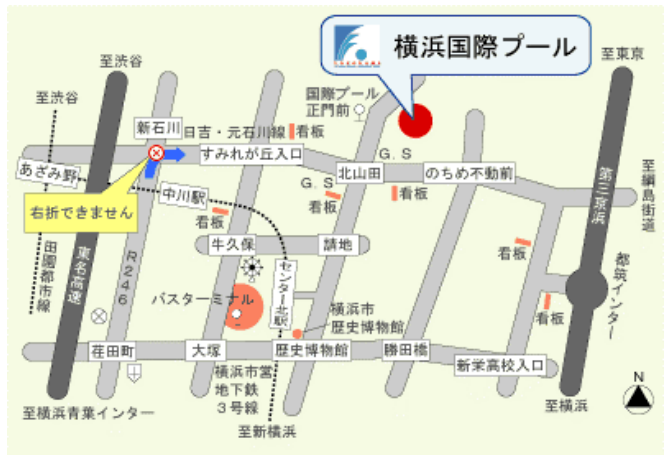 横浜国際プール
至東京
至渋谷
至渋谷
国際プール
正門前
新石川
日吉・元石川線
看板
すみれが丘入口
G.S
北山田
のちめ不動前
あざみ野
中川駅
G.S
看板
看板
第三京浜
至綱島街道
右折できません
看板
牛久保
請地
看板
都筑インター
田園都市線
東名高速
R246
センター北駅
バスターミナル
横浜市
歴史博物館
看板
荏田町
大塚
歴史博物館
勝田橋
新栄高校入口
横浜市営
地下鉄
3号線
至横浜青葉インター
至新横浜
至横浜
N